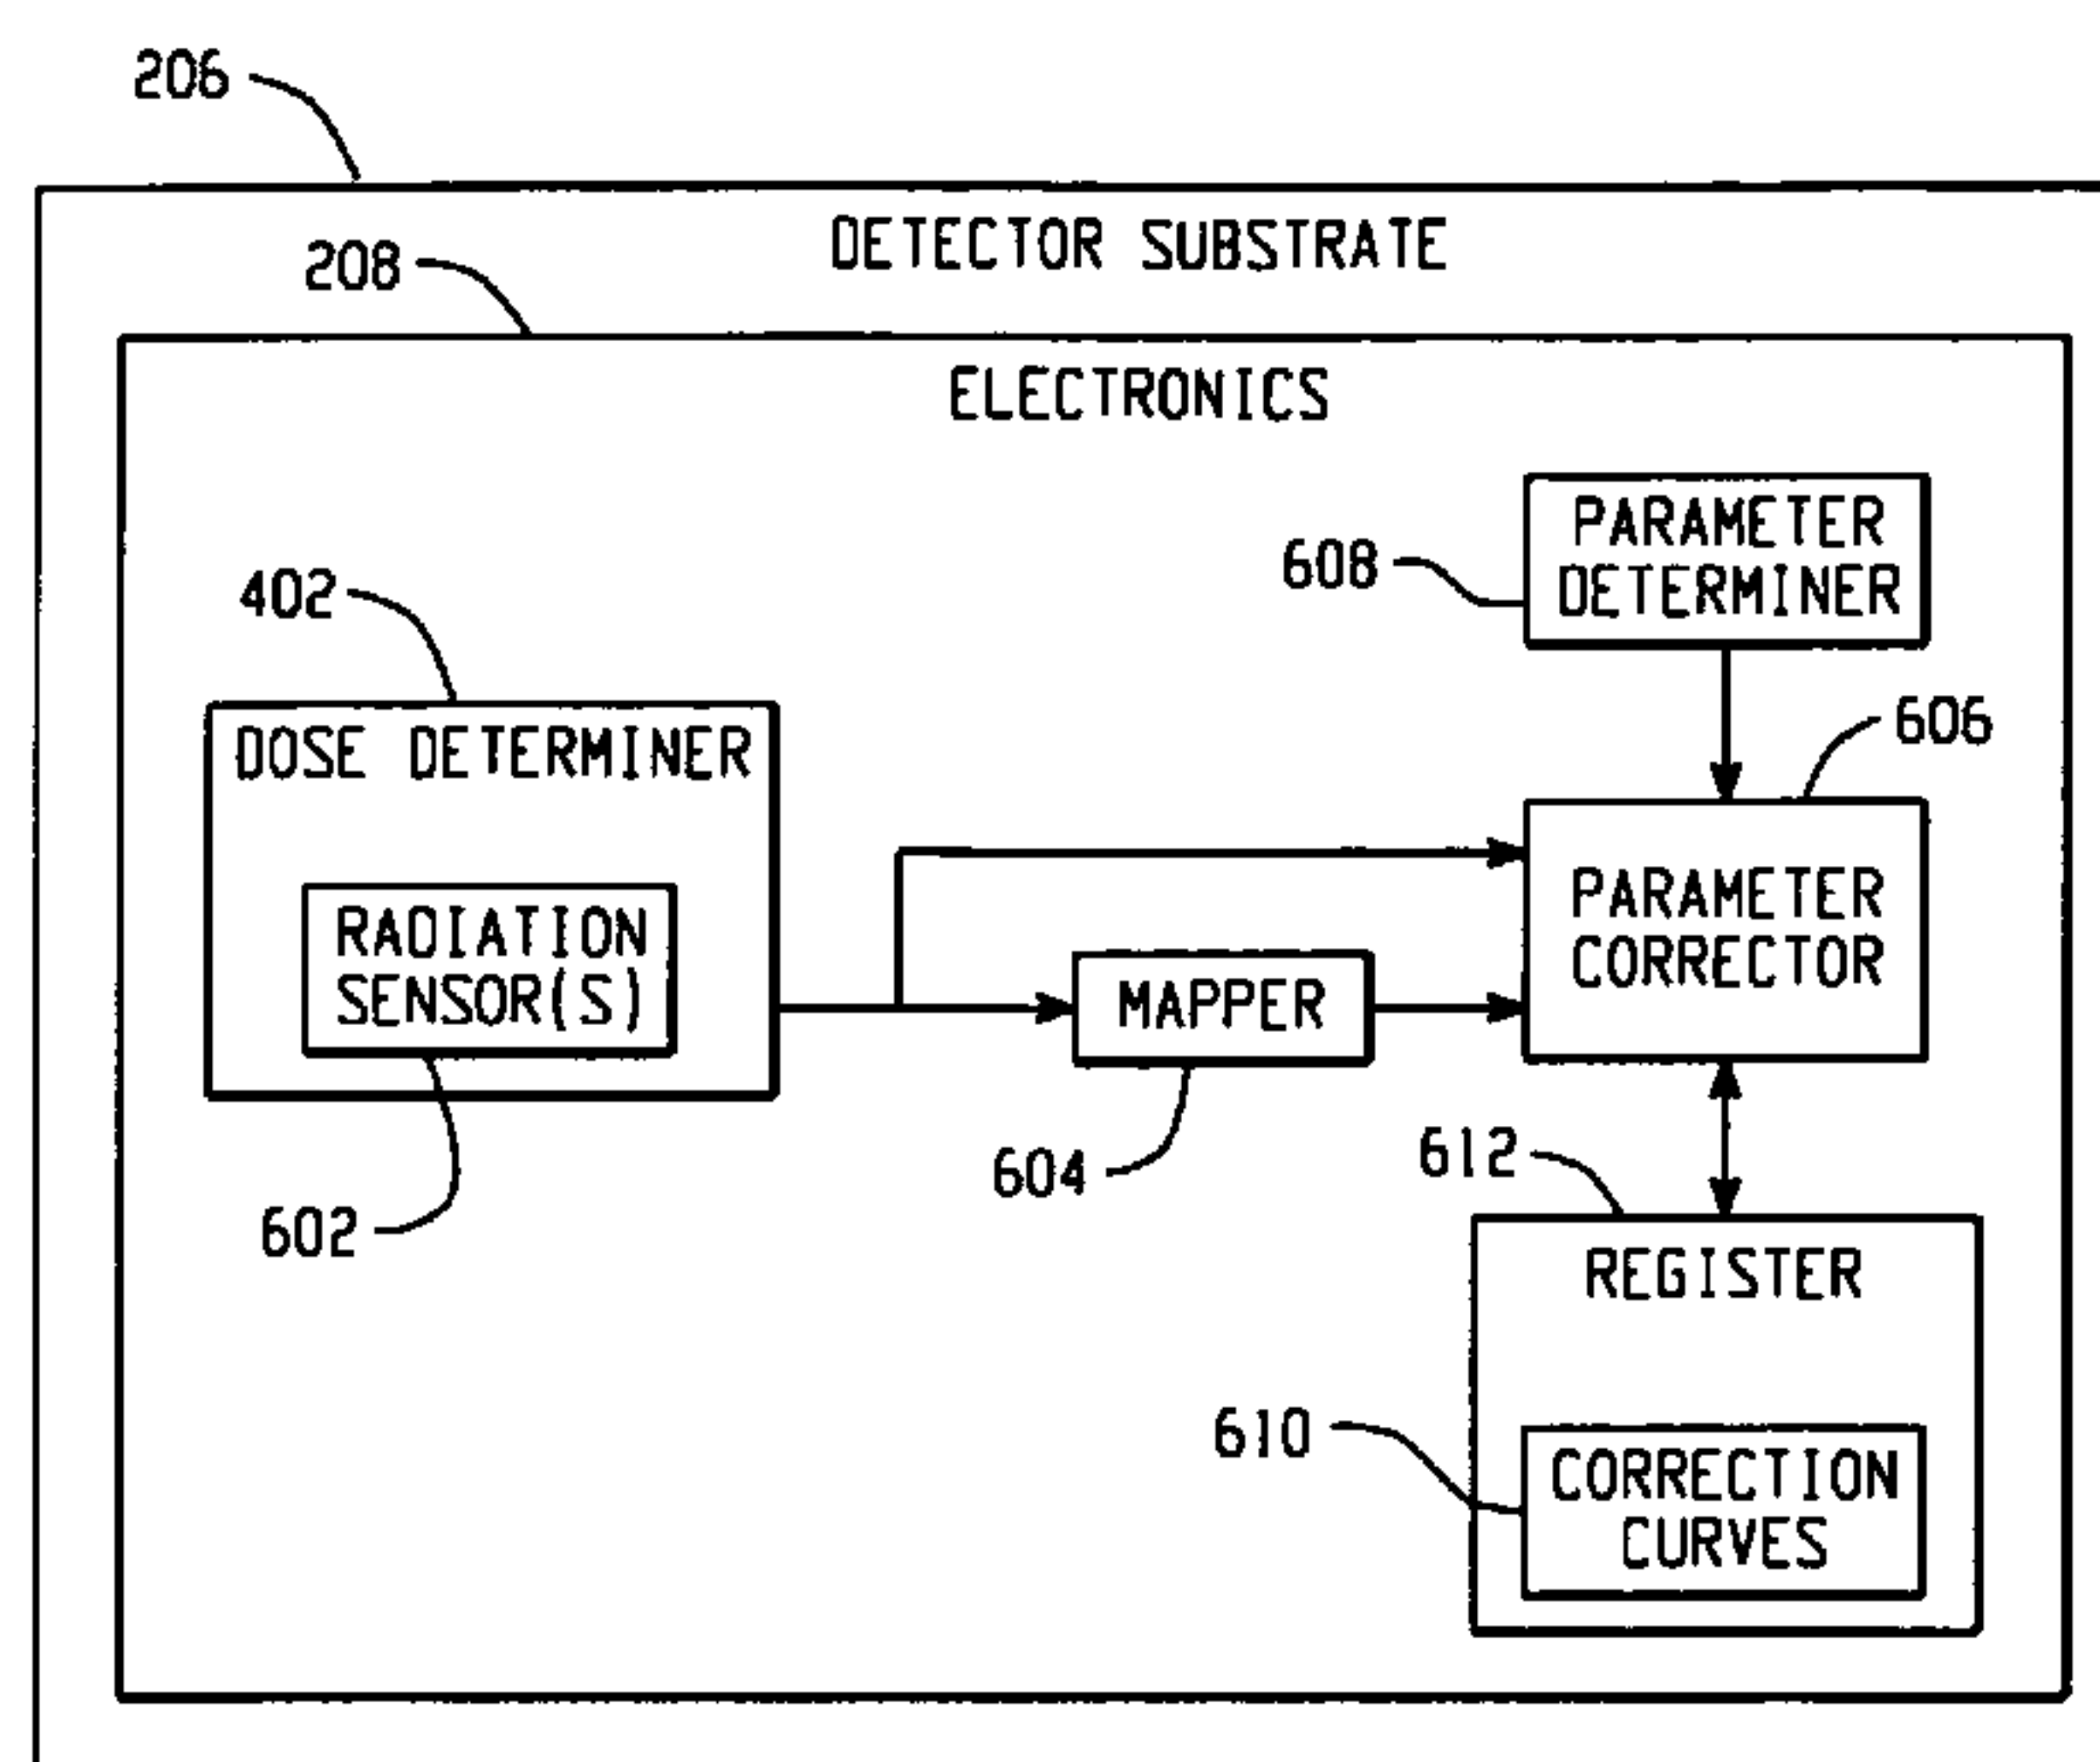 206
DETECTOR SUBSTRATE
208
ELECTRONICS
PARAMETER
DETERMINER
608
402
606
DOSE DETERMINER
PARAMETER
CORRECTOR
RADIATION
SENSOR(S)
MAPPER
604
612
602
REGISTER
610
CORRECTION
CURVES